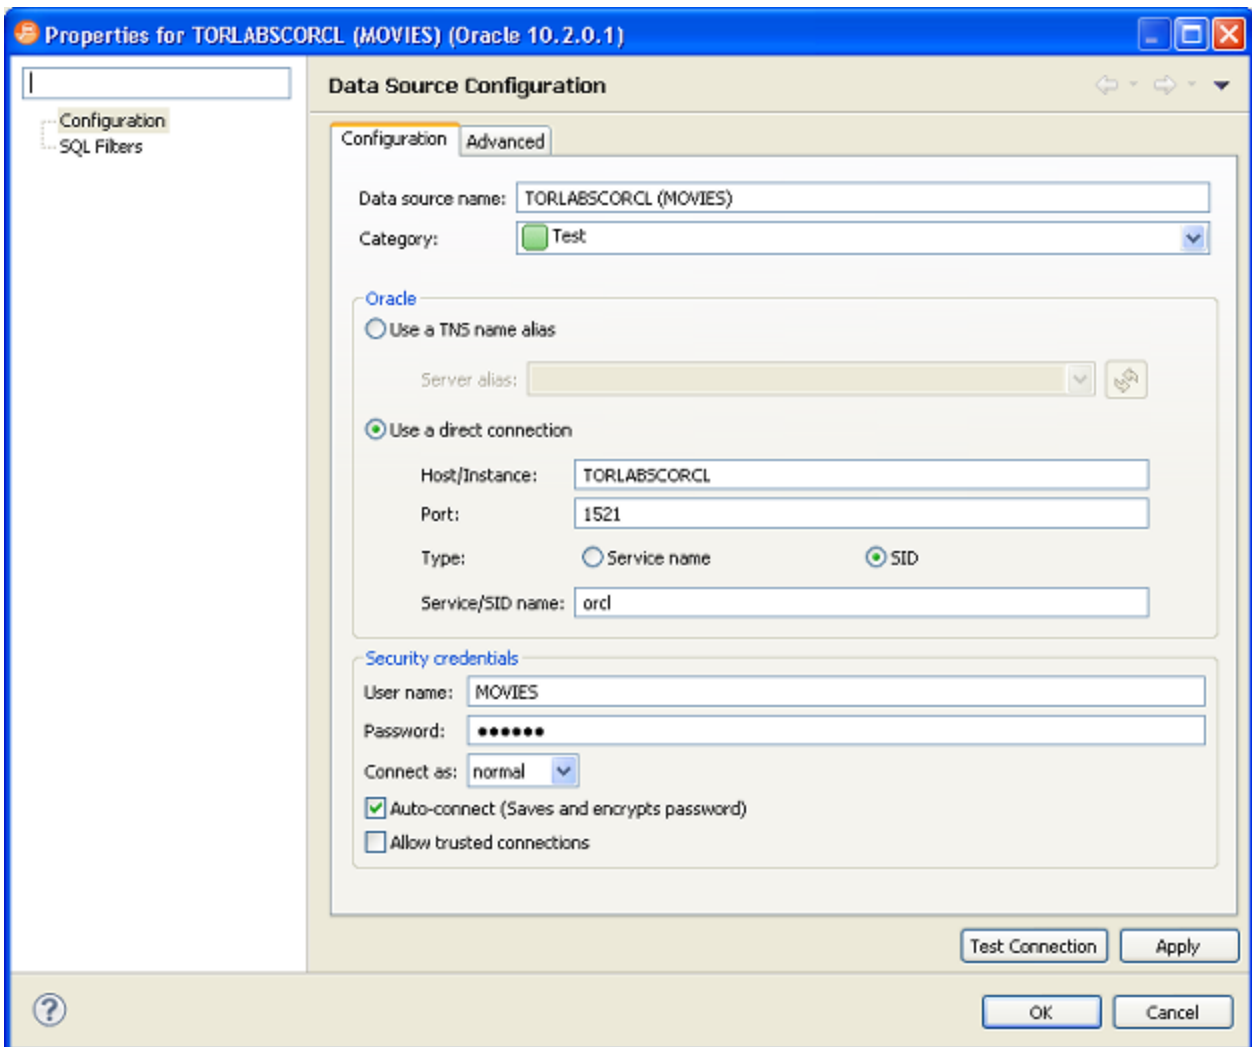 Properties for TORLABSCORCL (MOVIES) (Oracle 10.2.0.1)
Configuration
SQL Filters
Data Source Configuration
Configuration
Advanced
Data source name:
TORLABSCORCL (MOVIES)
Category:
Test
Oracle
Use a TNS name alias
Server alias:
Use a direct connection
Host/Instance:
TORLABSCORCL
Port:
1521
Type:
Service name
SID
Service/SID name:
orcl
Security credentials
User name:
MOVIES
Password:
●●●●●●
Connect as:
normal
Auto-connect (Saves and encrypts password)
Allow trusted connections
Test Connection
Apply
?
OK
Cancel